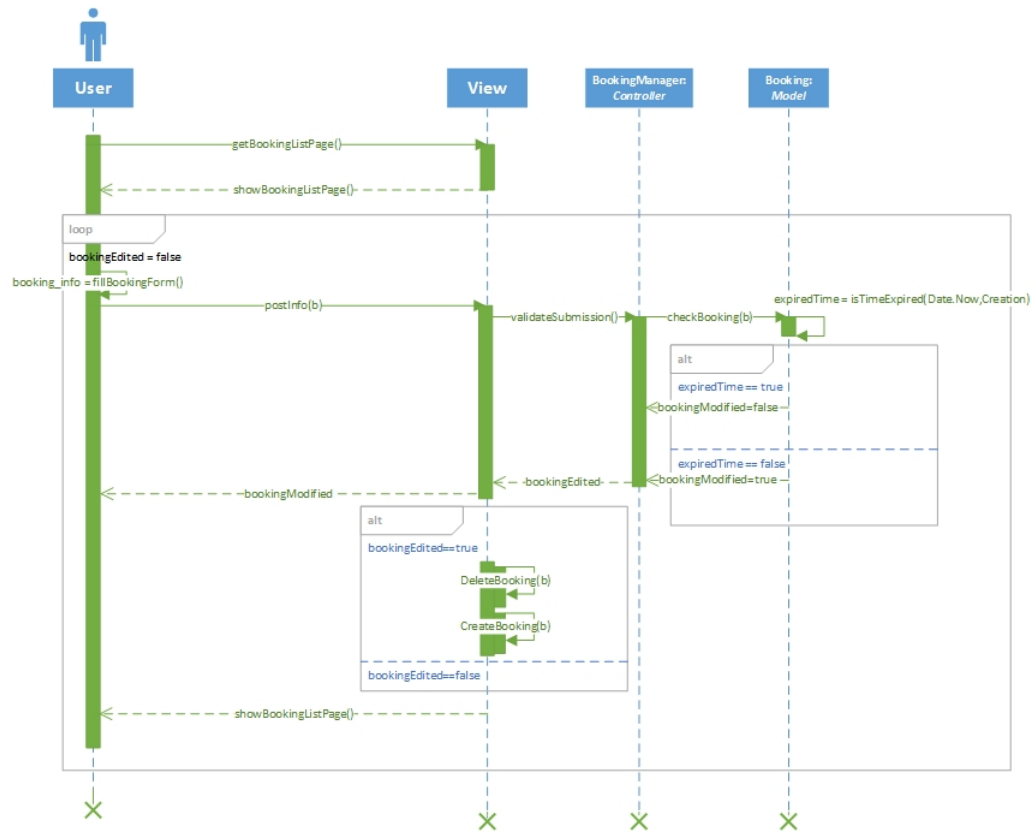 User
View
BookingManager:
Controller
Booking:
Model
getBookingListPage()
showBookingListPage()
loop
bookingEdited = false
booking_info =fillBookingForm()
postInfo(b)
validateSubmission()
checkBooking(b)
expiredTime = isTimeExpired(Date.Now,Creation)
alt
expiredTime == true
bookingModified=false
expiredTime == false
bookingModified=true
bookingEdited
bookingModified
alt
bookingEdited==true
DeleteBooking(b)
CreateBooking(b)
bookingEdited==false
showBookingListPage()